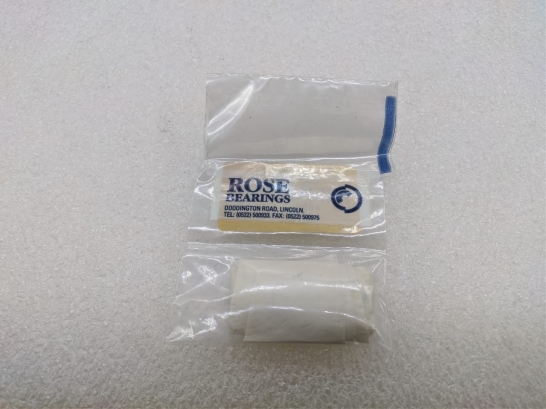 ROSE
BEARINGS
DODDINGTON ROAD, LINCOLN.
TEL: (0522) 500933, FAX: (0522) 500975